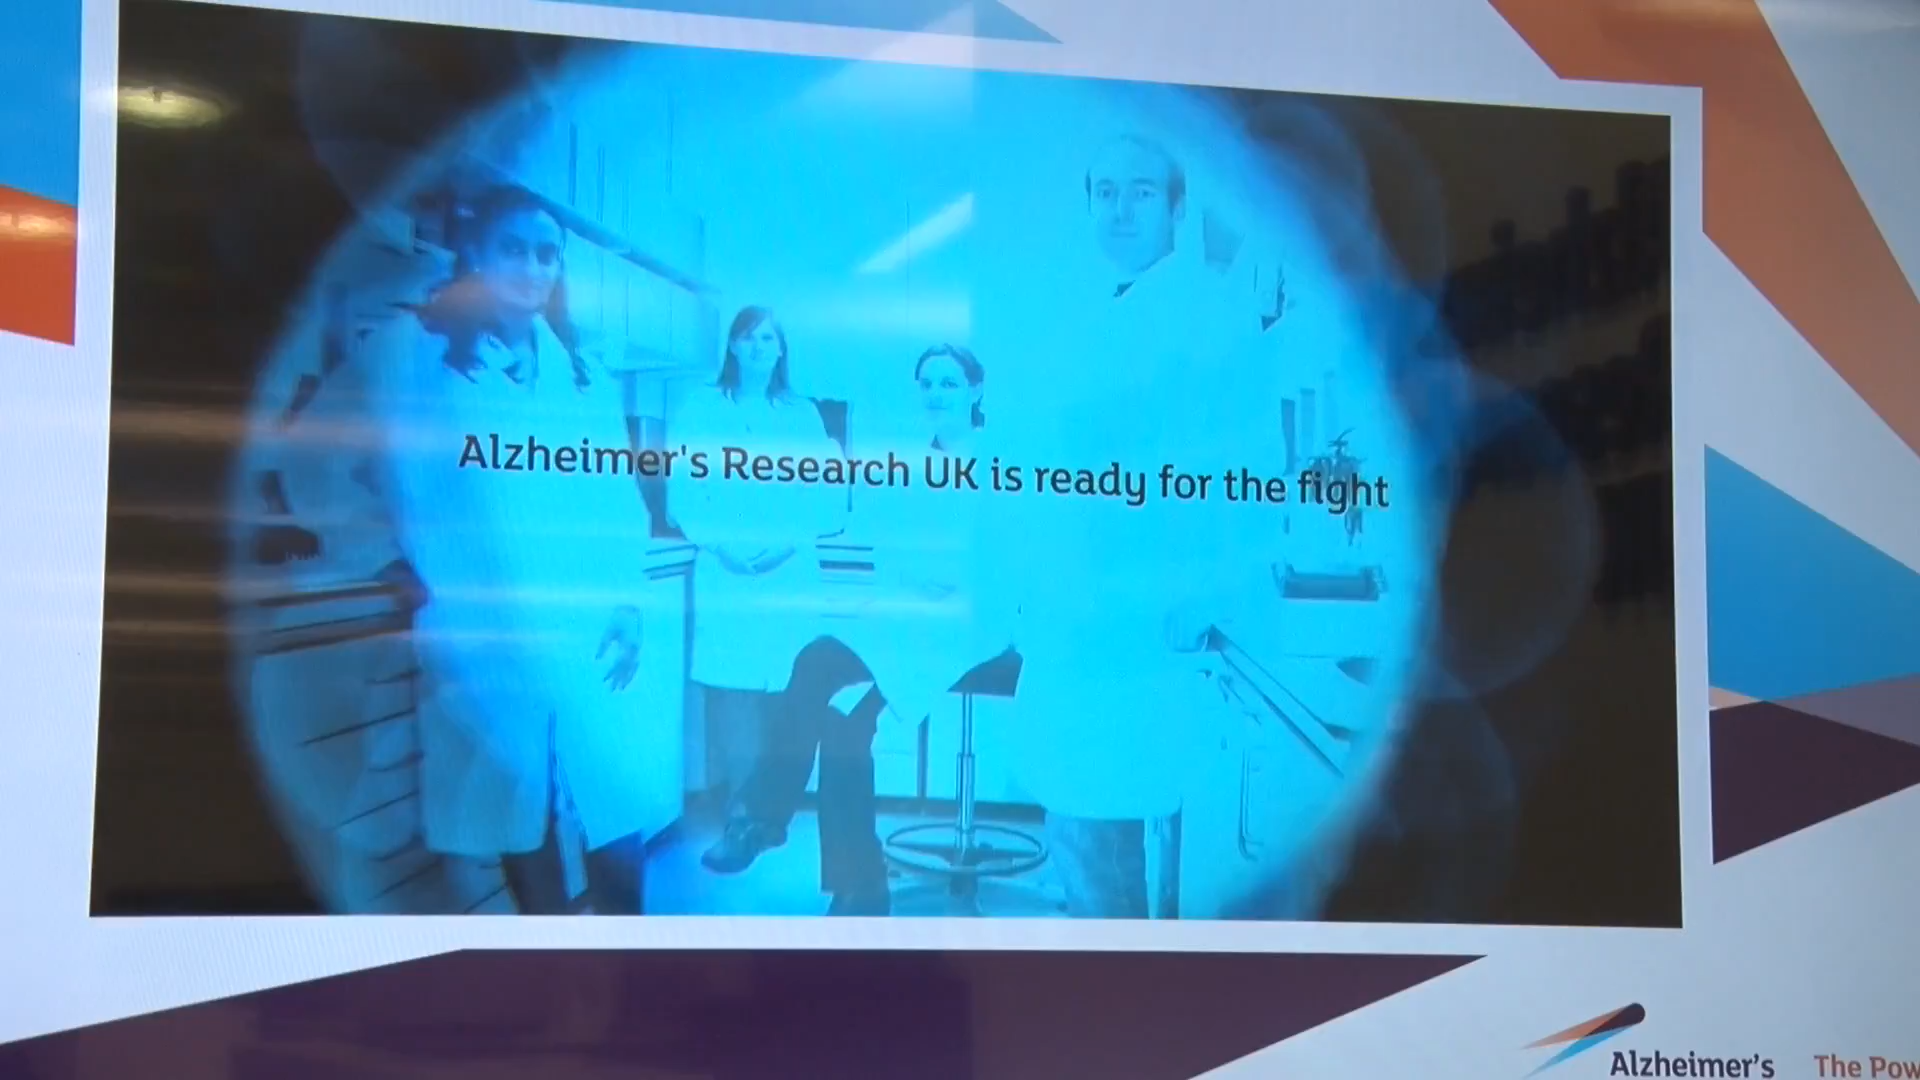 Alzheimer's Research UK is ready for the fight
Alzheimer's
The Pow